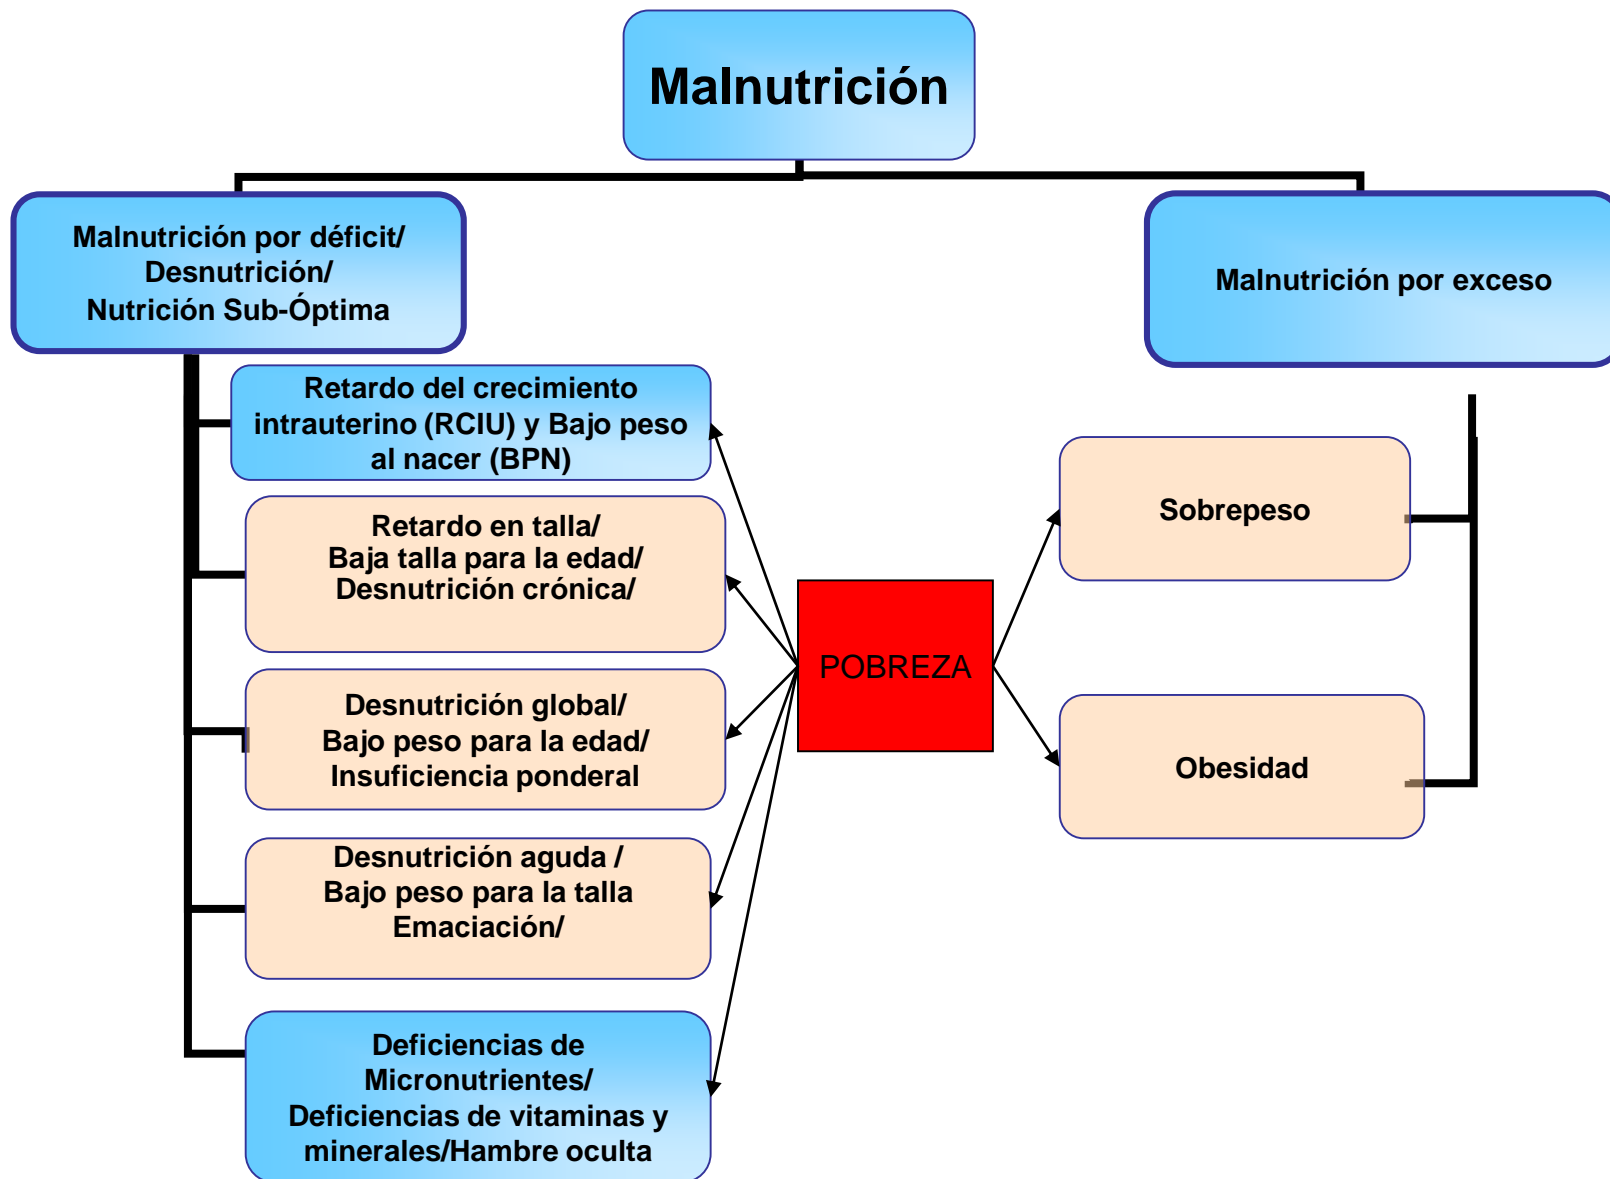 Malnutrición
Malnutrición por déficit/
Desnutrición/
Nutrición Sub-Óptima
Malnutrición por exceso
Retardo del crecimiento
intrauterino (RCIU) y Bajo peso
al nacer (BPN)
Retardo en talla/
Baja talla para la edad/
Desnutrición crónica/
Desnutrición global/
Bajo peso para la edad/
Insuficiencia ponderal
Desnutrición aguda /
Bajo peso para la talla
Emaciación/
Deficiencias de
Micronutrientes/
Deficiencias de vitaminas y
minerales/Hambre oculta
POBREZA
Sobrepeso
Obesidad